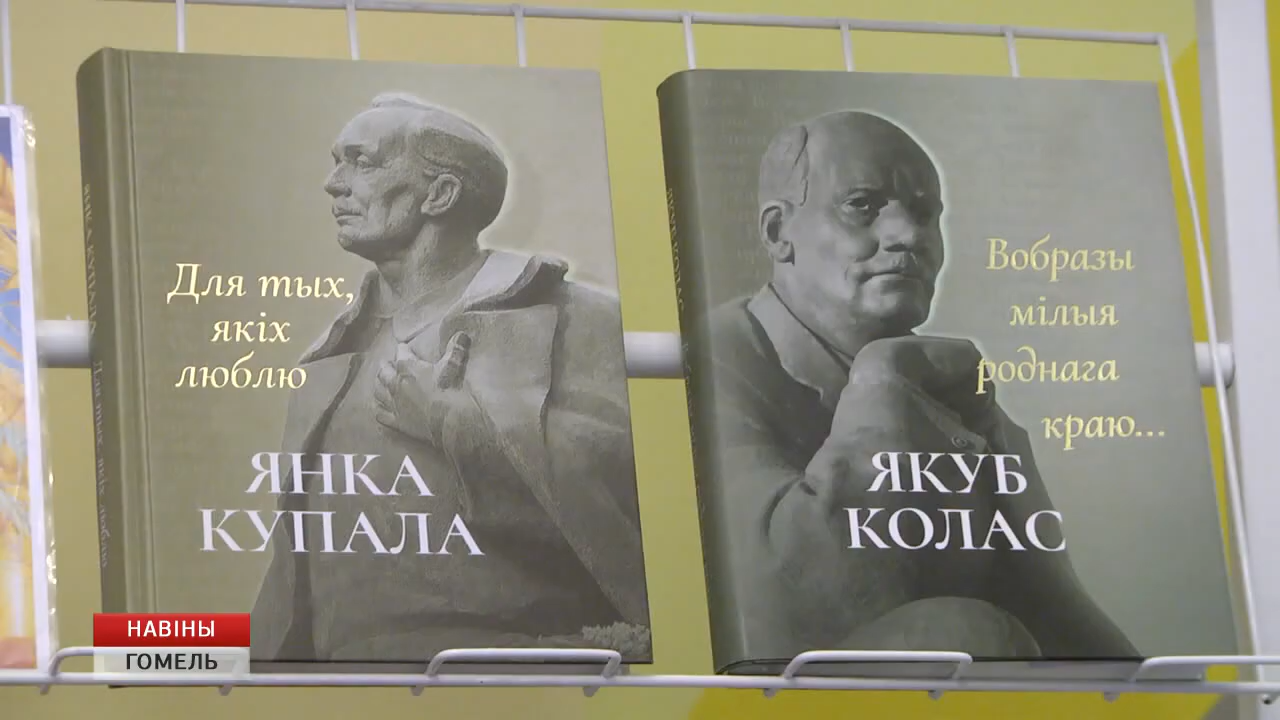 Для тых,
якіх
люблю
ЯНКА
КУПАЛА
Вобразы
мілыя
роднага
краю...
ЯКУБ
КОЛАС
НАВІНЫ
ГОМЕЛЬ